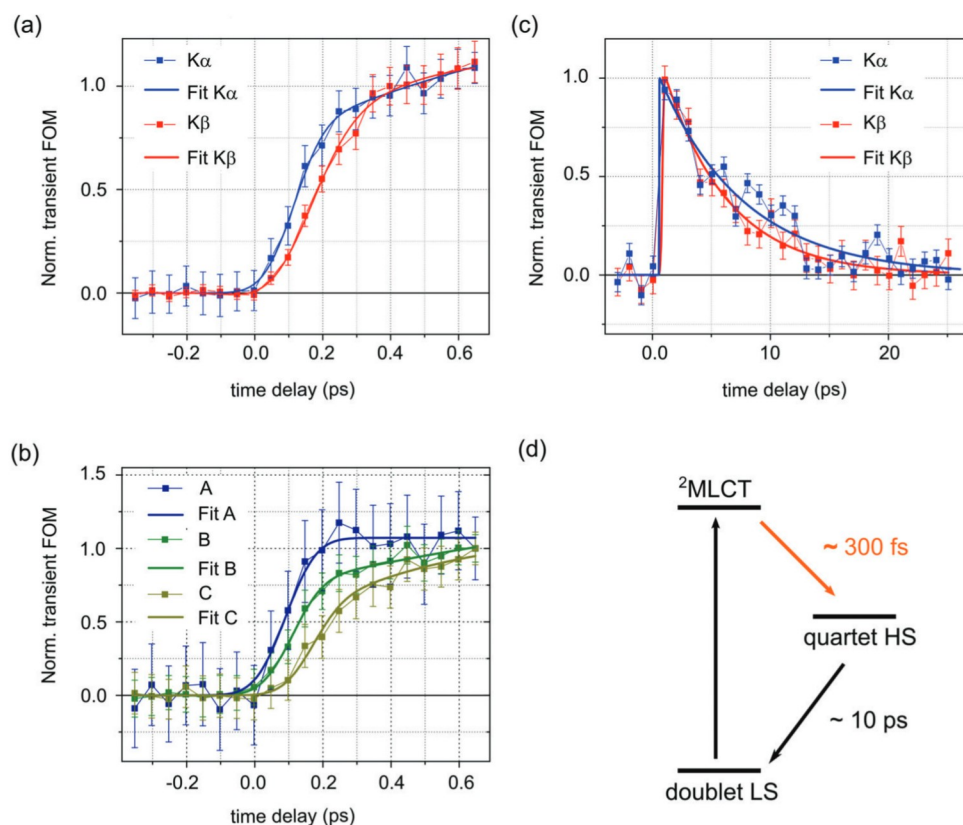 (a)
Kα
Fit Kα
Kβ
Fit Kβ
Norm. transient FOM
1.0
0.5
0.0
-0.2
0.0
0.2
0.4
0.6
time delay (ps)
(c)
Kα
Fit Kα
Kβ
Fit Kβ
Norm. transient FOM
1.0
0.5
0.0
0.0
10
20
time delay (ps)
(b)
A
Fit A
B
Fit B
C
Fit C
Norm. transient FOM
1.5
1.0
0.5
0.0
-0.2
0.0
0.2
0.4
0.6
time delay (ps)
(d)
²MLCT
~ 300 fs
quartet HS
~ 10 ps
doublet LS